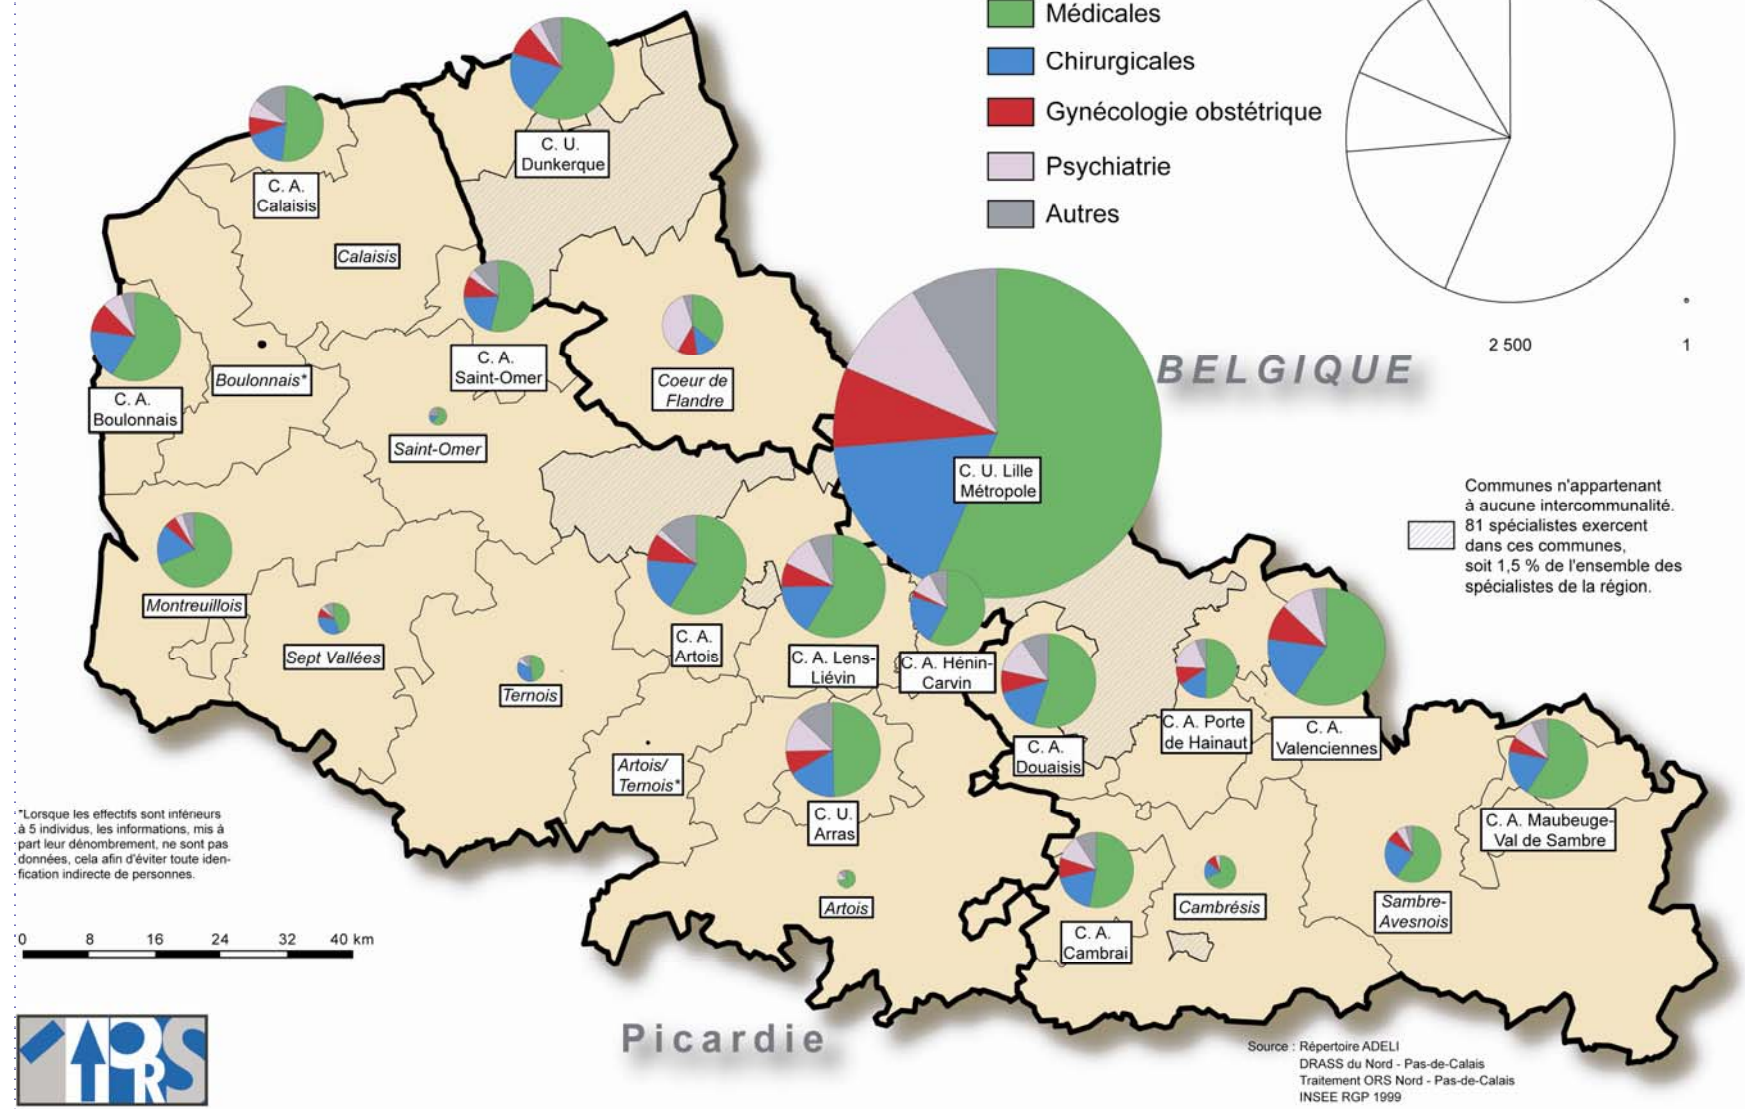 Médicales
Chirurgicales
Gynécologie obstétrique
Psychiatrie
Autres
2 500
1
C. U.
Dunkerque
C. A.
Calaisis
Calaisis
C. A.
Saint-Omer
Boulonnais*
C. A.
Boulonnais
Coeur de
Flandre
Saint-Omer
BELGIQUE
C. U. Lille
Métropole
Communes n'appartenant
à aucune intercommunalité.
81 spécialistes exercent
dans ces communes,
soit 1,5 % de l'ensemble des
spécialistes de la région.
Montreuillois
Sept Vallées
Ternois
C. A.
Artois
C. A. Lens-
Liévin
C. A. Hénin-
Carvin
C. A.
Douaisis
C. A. Porte
de Hainaut
C. A.
Valenciennes
Artois/
Ternois*
C. U.
Arras
C. A. Maubeuge-
Val de Sambre
Artois
C. A.
Cambrai
Cambrésis
Sambre-
Avesnois
*Lorsque les effectifs sont inférieurs
à 5 individus, les informations, mis à
part leur dénombrement, ne sont pas
données, cela afin d'éviter toute iden-
fication indirecte de personnes.
0 8 16 24 32 40 km
Picardie
ORS
Source : Répertoire ADELI
DRASS du Nord - Pas-de-Calais
Traitement ORS Nord - Pas-de-Calais
INSEE RGP 1999